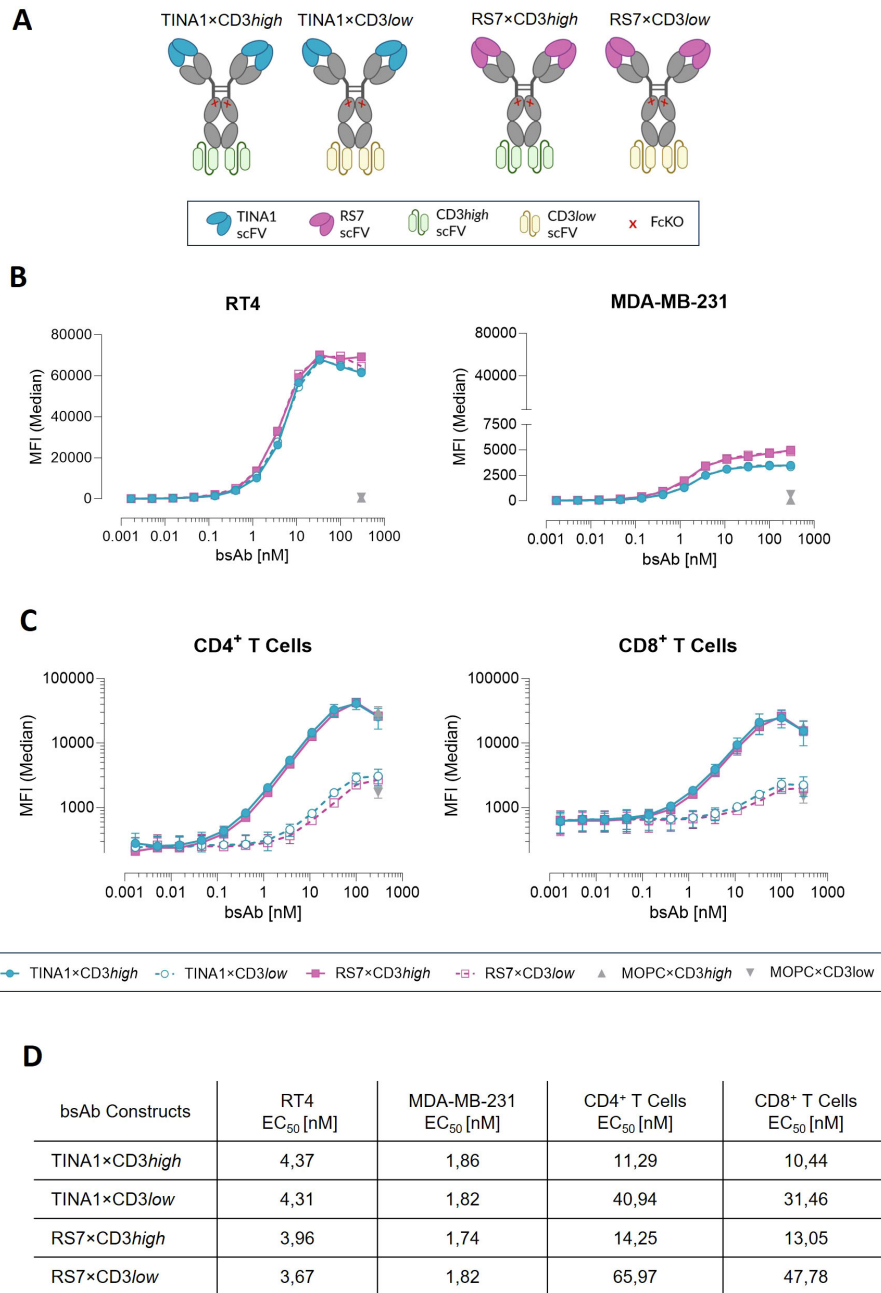 A
TINA1×CD3high TINA1×CD3low RS7×CD3high RS7×CD3low
TINA1 scFV
RS7 scFV
CD3high scFV
CD3low scFV
x FcKO
B
RT4
MFI (Median)
80000
60000
40000
20000
0
0.001 0.01 0.1 1 10 100 1000
bsAb [nM]
MDA-MB-231
MFI (Median)
80000
40000
7500
5000
2500
0
0.001 0.01 0.1 1 10 100 1000
bsAb [nM]
C
CD4⁺ T Cells
MFI (Median)
100000
10000
1000
0.001 0.01 0.1 1 10 100 1000
bsAb [nM]
CD8⁺ T Cells
MFI (Median)
100000
10000
1000
0.001 0.01 0.1 1 10 100 1000
bsAb [nM]
TINA1×CD3high TINA1×CD3low RS7×CD3high RS7×CD3low MOPC×CD3high MOPC×CD3low
D
bsAb Constructs RT4 EC₅₀ [nM] MDA-MB-231 EC₅₀ [nM] CD4⁺ T Cells EC₅₀ [nM] CD8⁺ T Cells EC₅₀ [nM]
TINA1×CD3high 4,37 1,86 11,29 10,44
TINA1×CD3low 4,31 1,82 40,94 31,46
RS7×CD3high 3,96 1,74 14,25 13,05
RS7×CD3low 3,67 1,82 65,97 47,78